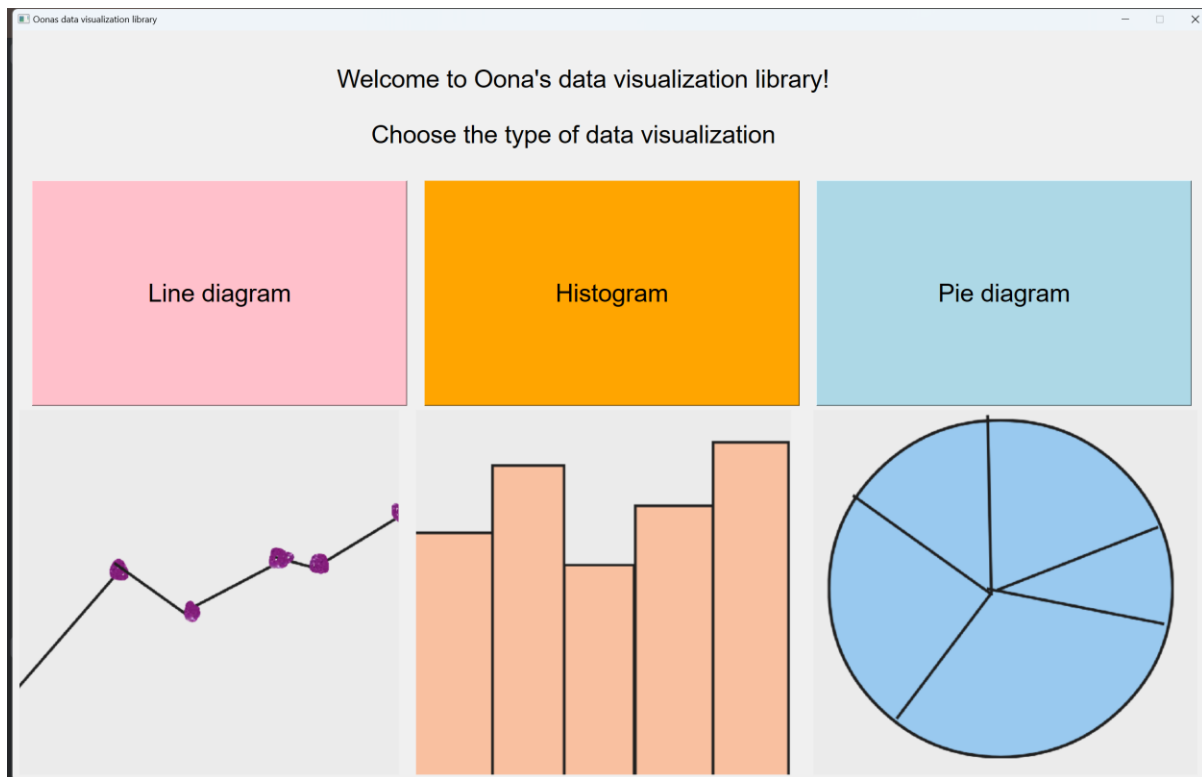 Oonas data visualization library
Welcome to Oona's data visualization library!
Choose the type of data visualization
Line diagram
Histogram
Pie diagram